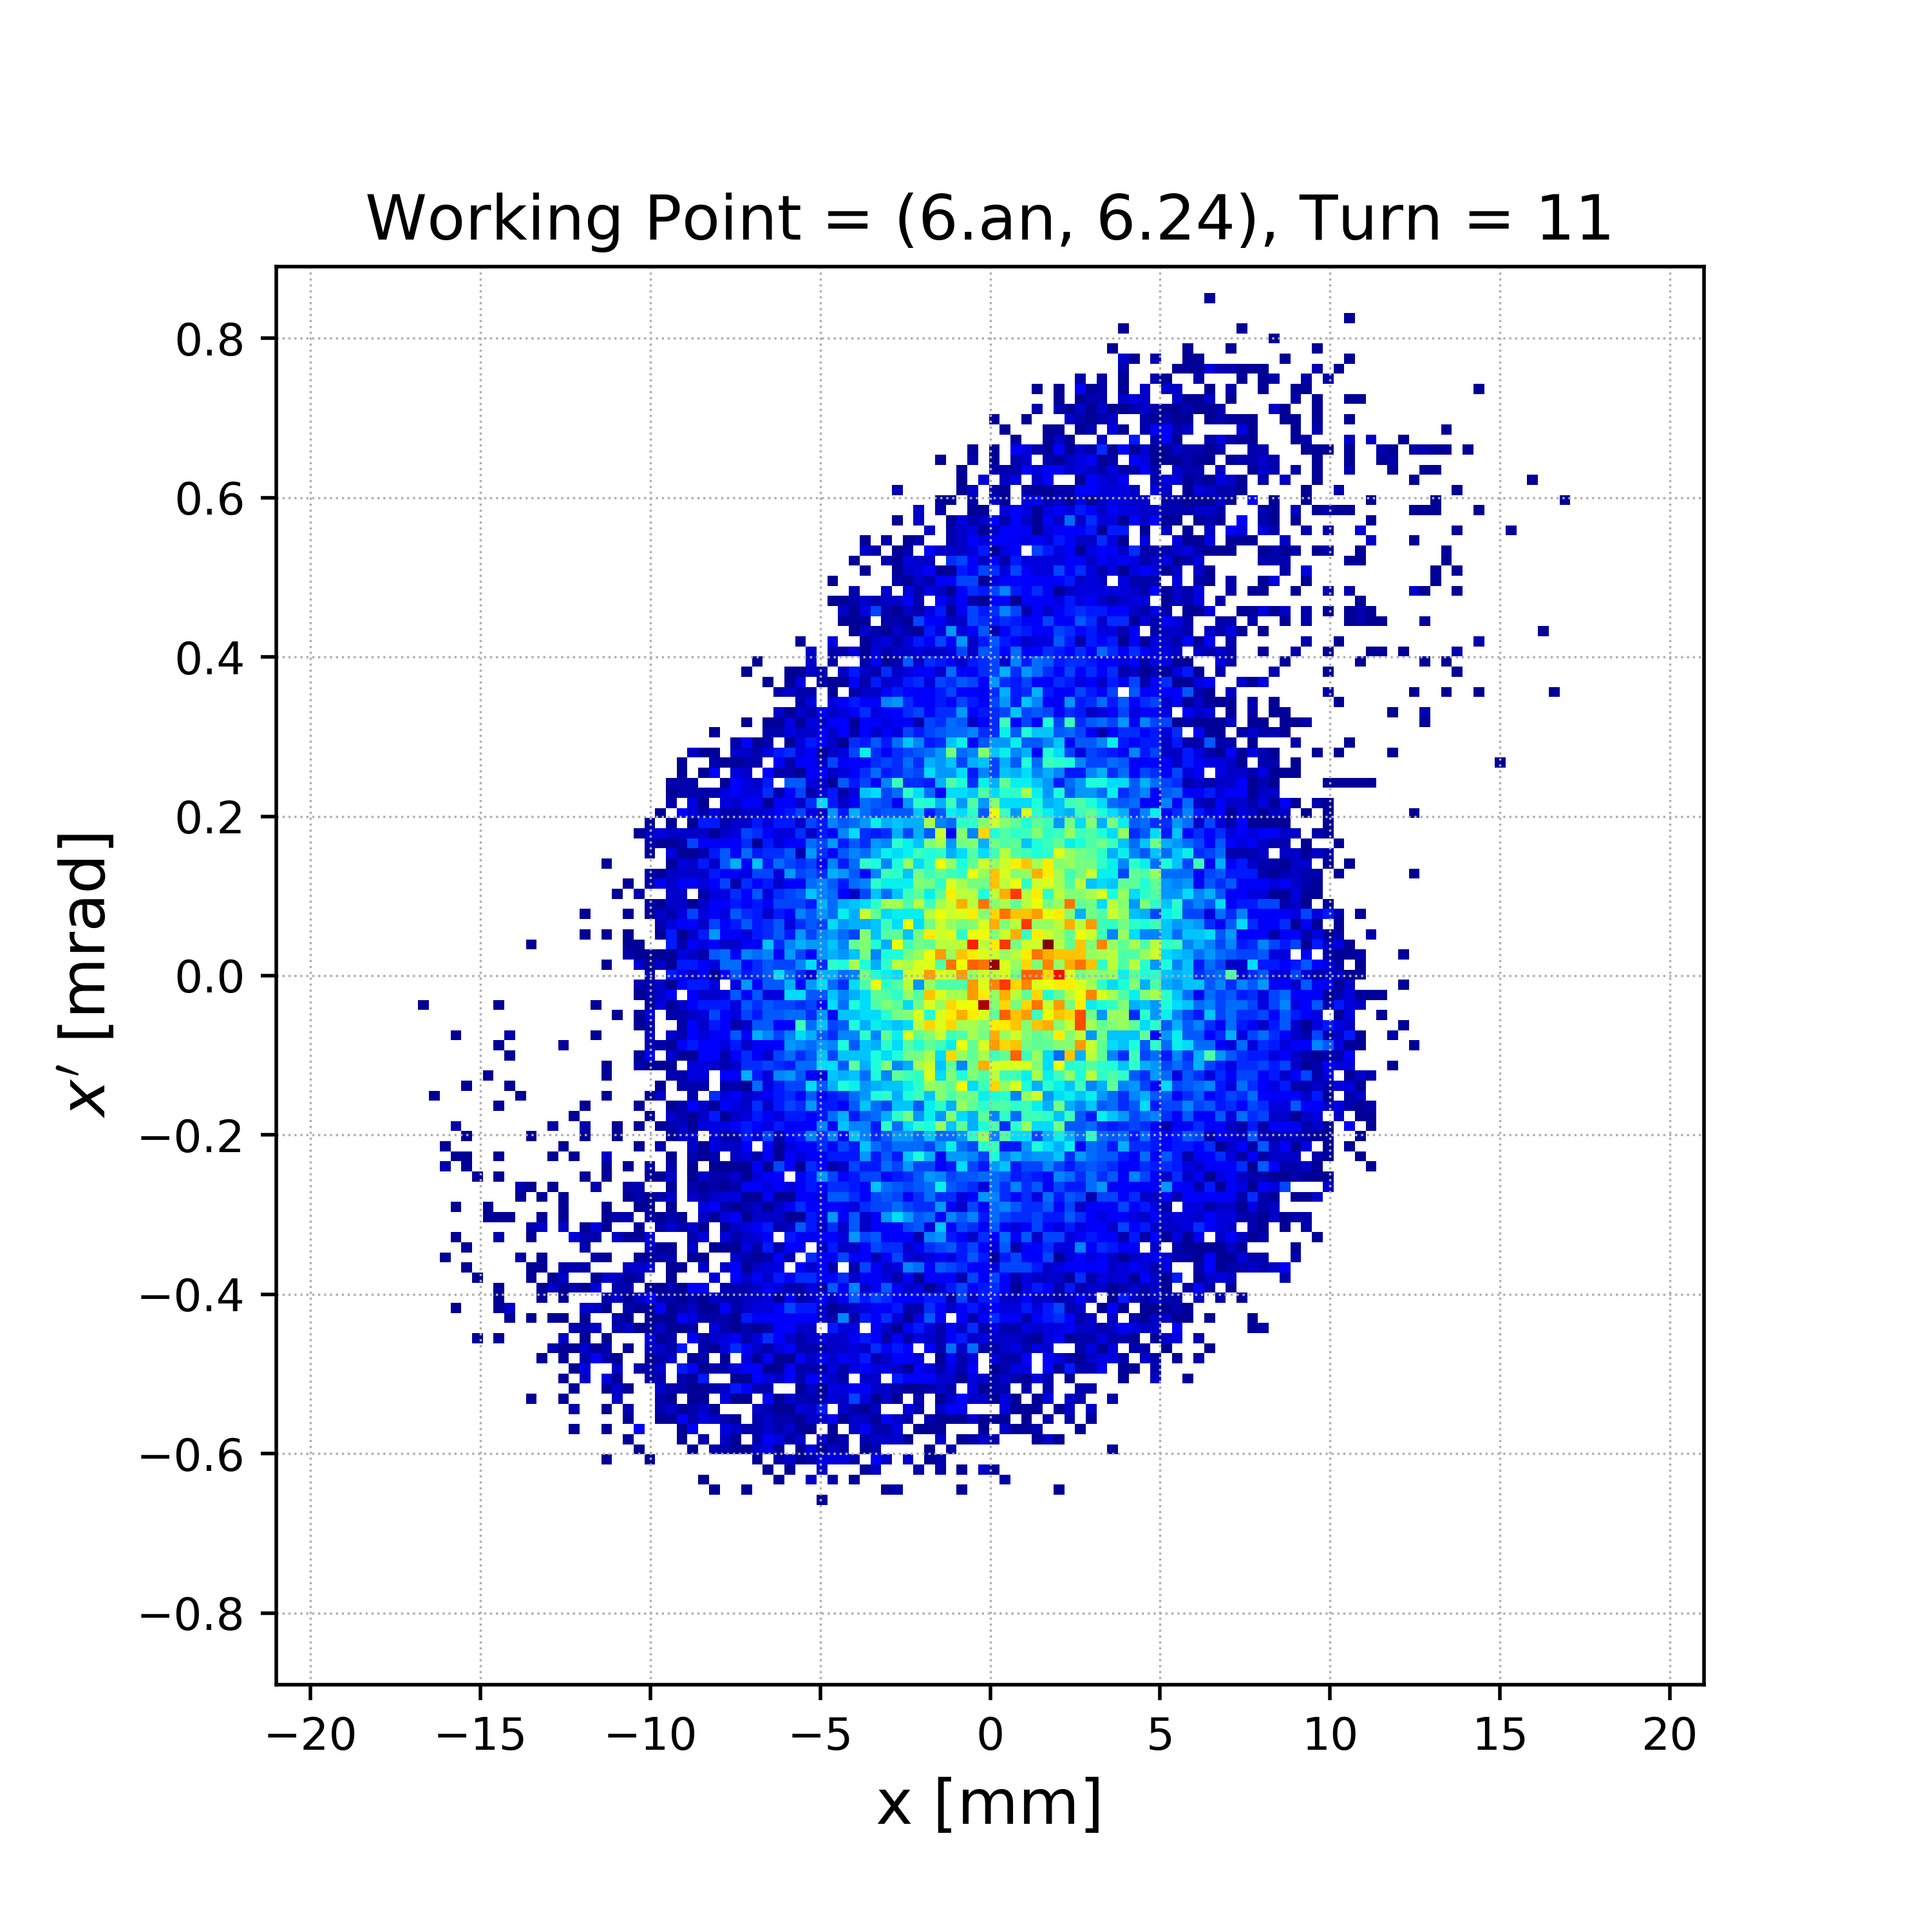 Working Point = (6.an, 6.24), Turn = 11
0.8
0.6
0.4
0.2
0.0
−0.2
−0.4
−0.6
−0.8
x′ [mrad]
−20 −15 −10 −5 0 5 10 15 20
x [mm]